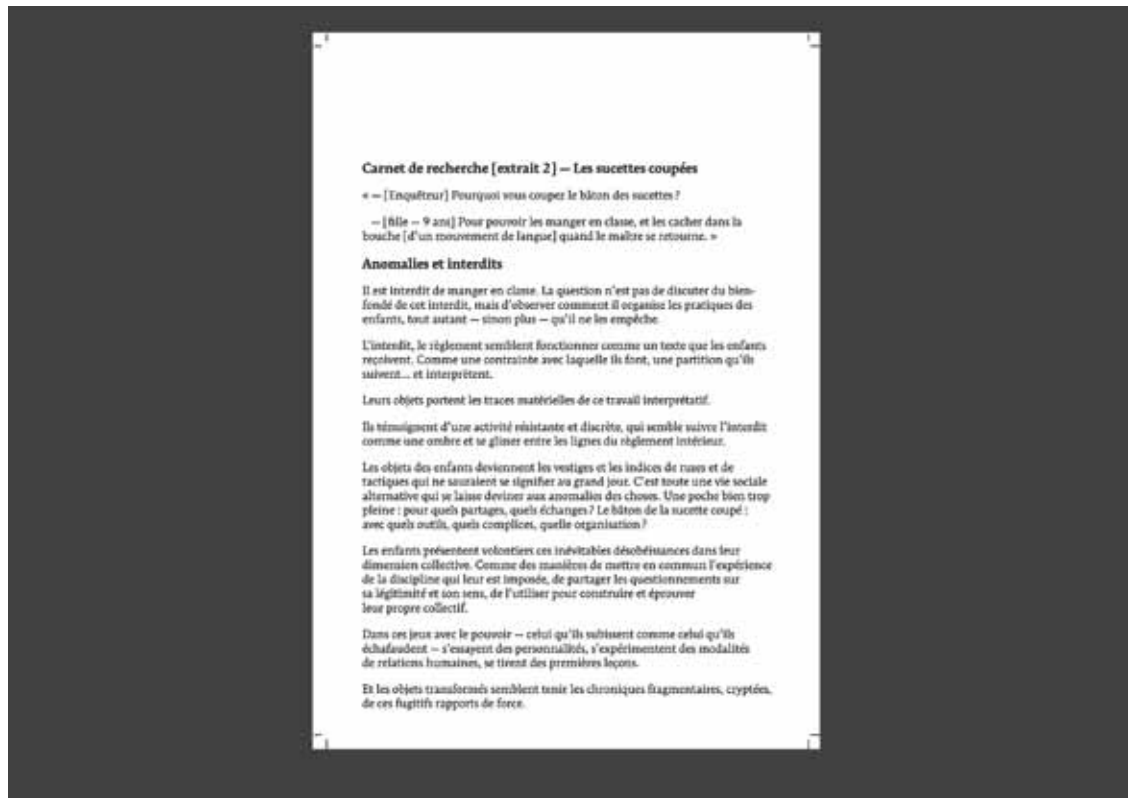 Carnet de recherche [extrait 2] – Les sucettes coupées
« – [Enquêteur] Pourquoi vous coupez le bâton des sucettes ?
– [fille – 9 ans] Pour pouvoir les manger en classe, et les cacher dans la
bouche [d'un mouvement de langue] quand le maître se retourne. »
Anomalies et interdits
Il est interdit de manger en classe. La question n'est pas de discuter du bien-
fondé de cet interdit, mais d'observer comment il organise les pratiques des
enfants, tout autant – sinon plus – qu'il ne les empêche.
L'interdit, le règlement semblent fonctionner comme un texte que les enfants
reçoivent. Comme une contrainte avec laquelle ils font, une partition qu'ils
suivent... et interprètent.
Leurs objets portent les traces matérielles de ce travail interprétatif.
Ils témoignent d'une activité résistante et discrète, qui semble suivre l'interdit
comme une ombre et se glisser entre les lignes du règlement intérieur.
Les objets des enfants deviennent les vestiges et les indices de ruses et de
tactiques qui ne sauraient se signifier au grand jour. C'est toute une vie sociale
alternative qui se laisse deviner aux anomalies des choses. Une poche bien trop
pleine : pour quels partages, quels échanges ? Le bâton de la sucette coupé :
avec quels outils, quels complices, quelle organisation ?
Les enfants présentent volontiers ces inévitables désobéissances dans leur
dimension collective. Comme des manières de mettre en commun l'expérience
de la discipline qui leur est imposée, de partager les questionnements sur
sa légitimité et son sens, de l'utiliser pour construire et éprouver
leur propre collectif.
Dans ces jeux avec le pouvoir – celui qu'ils subissent comme celui qu'ils
échafaudent – s'essayent des personnalités, s'expérimentent des modalités
de relations humaines, se tirent des premières leçons.
Et les objets transformés semblent tenir les chroniques fragmentaires, cryptées,
de ces fugitifs rapports de force.